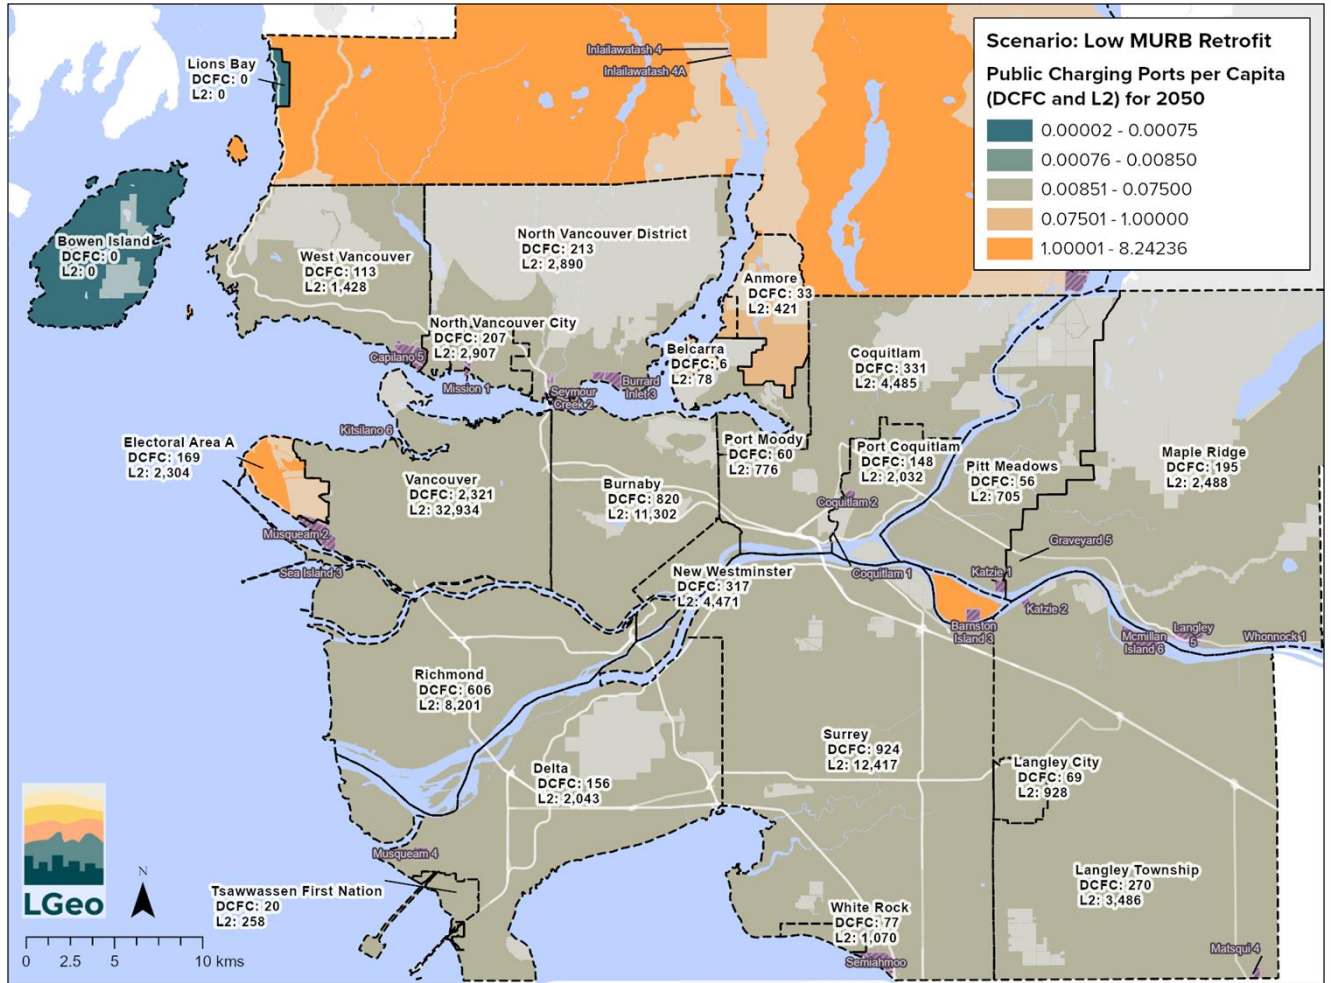 Scenario: Low MURB Retrofit
Public Charging Ports per Capita
(DCFC and L2) for 2050
0.00002 - 0.00075
0.00076 - 0.00850
0.00851 - 0.07500
0.07501 - 1.00000
1.00001 - 8.24236
Inlailawatash 4
Inlailawatash 4A
Lions Bay
DCFC: 0
L2: 0
Bowen Island
DCFC: 0
L2: 0
West Vancouver
DCFC: 113
L2: 1,428
North Vancouver District
DCFC: 213
L2: 2,890
Anmore
DCFC: 33
L2: 421
North Vancouver City
DCFC: 207
L2: 2,907
Belcarra
DCFC: 6
L2: 78
Coquitlam
DCFC: 331
L2: 4,485
Capilano 5
Mission 1
Seymour
Creek 2
Burrard
Inlet 3
Kitsilano 6
Electoral Area A
DCFC: 169
L2: 2,304
Vancouver
DCFC: 2,321
L2: 32,934
Burnaby
DCFC: 820
L2: 11,302
Port Moody
DCFC: 60
L2: 776
Port Coquitlam
DCFC: 148
L2: 2,032
Pitt Meadows
DCFC: 56
L2: 705
Maple Ridge
DCFC: 195
L2: 2,488
Coquitlam 2
Musqueam 2
Sea Island 3
Graveyard 5
Coquitlam 1
Katzie 1
Katzie 2
New Westminster
DCFC: 317
L2: 4,471
Barnston
Island 3
Mcmillan
Island 6
Langley
5
Whonnock 1
Richmond
DCFC: 606
L2: 8,201
Surrey
DCFC: 924
L2: 12,417
Delta
DCFC: 156
L2: 2,043
Langley City
DCFC: 69
L2: 928
Musqueam 4
Tsawwassen First Nation
DCFC: 20
L2: 258
White Rock
DCFC: 77
L2: 1,070
Langley Township
DCFC: 270
L2: 3,486
Semiahmoo
Matsqui 4
LGeo
N
0 2.5 5 10 kms